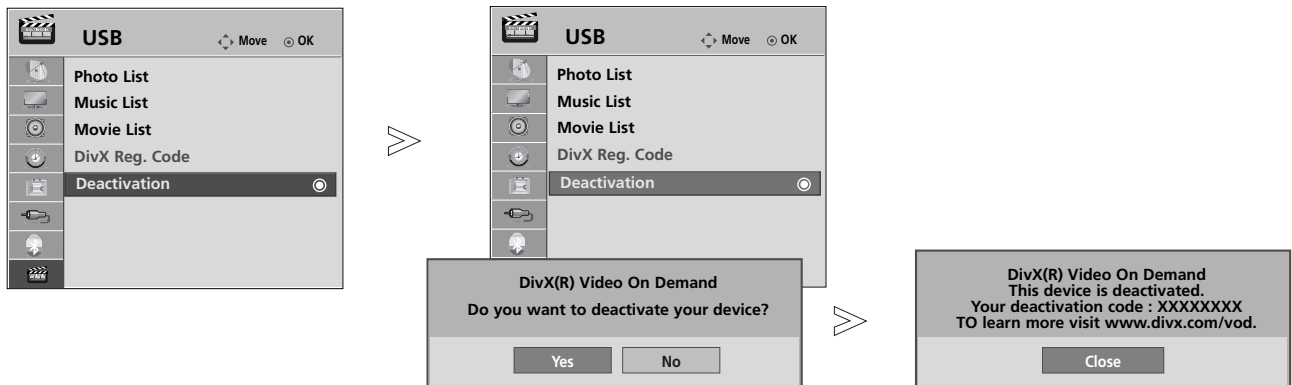 USB
Move
OK
Photo List
Music List
Movie List
DivX Reg. Code
Deactivation
USB
Move
OK
Photo List
Music List
Movie List
DivX Reg. Code
Deactivation
DivX(R) Video On Demand
Do you want to deactivate your device?
Yes
No
DivX(R) Video On Demand
This device is deactivated.
Your deactivation code : XXXXXXXX
TO learn more visit www.divx.com/vod.
Close